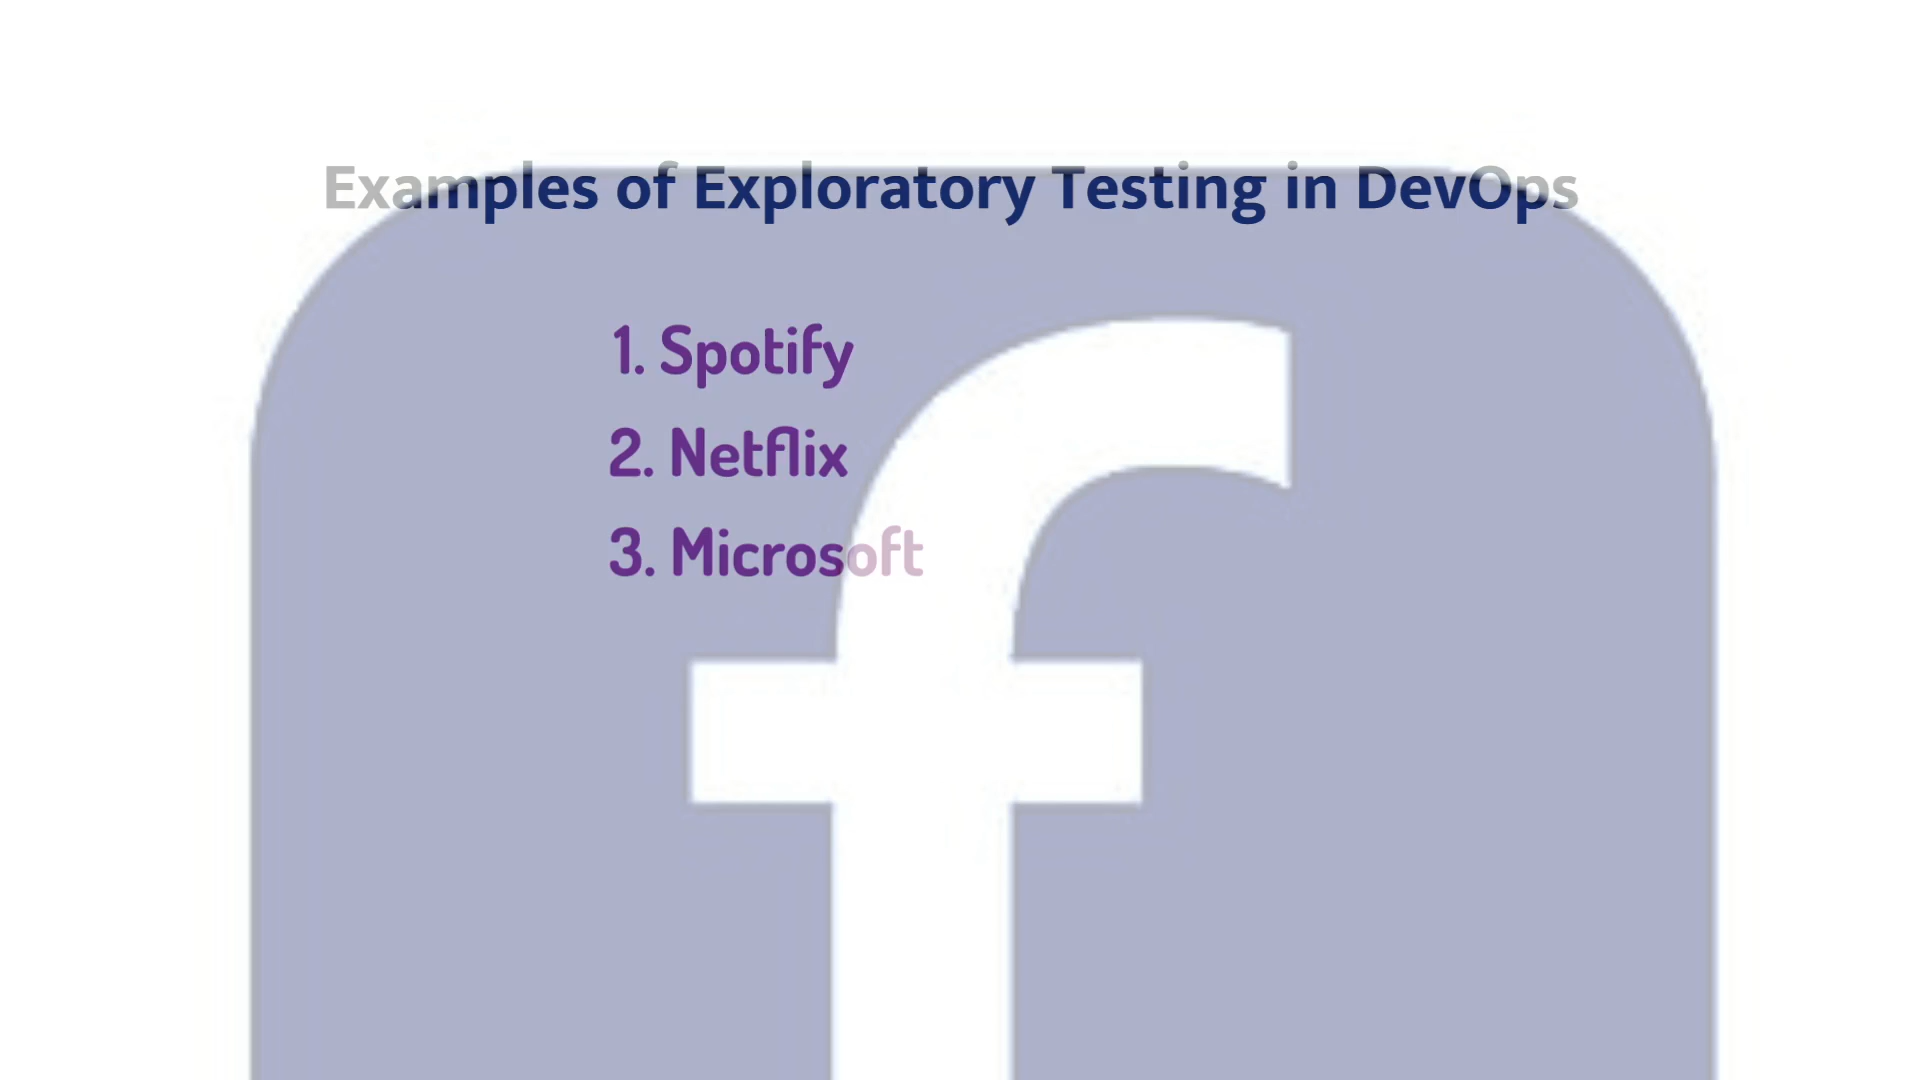 Examples of Exploratory Testing in DevOps
1. Spotify
2. Netflix
3. Microsoft
f